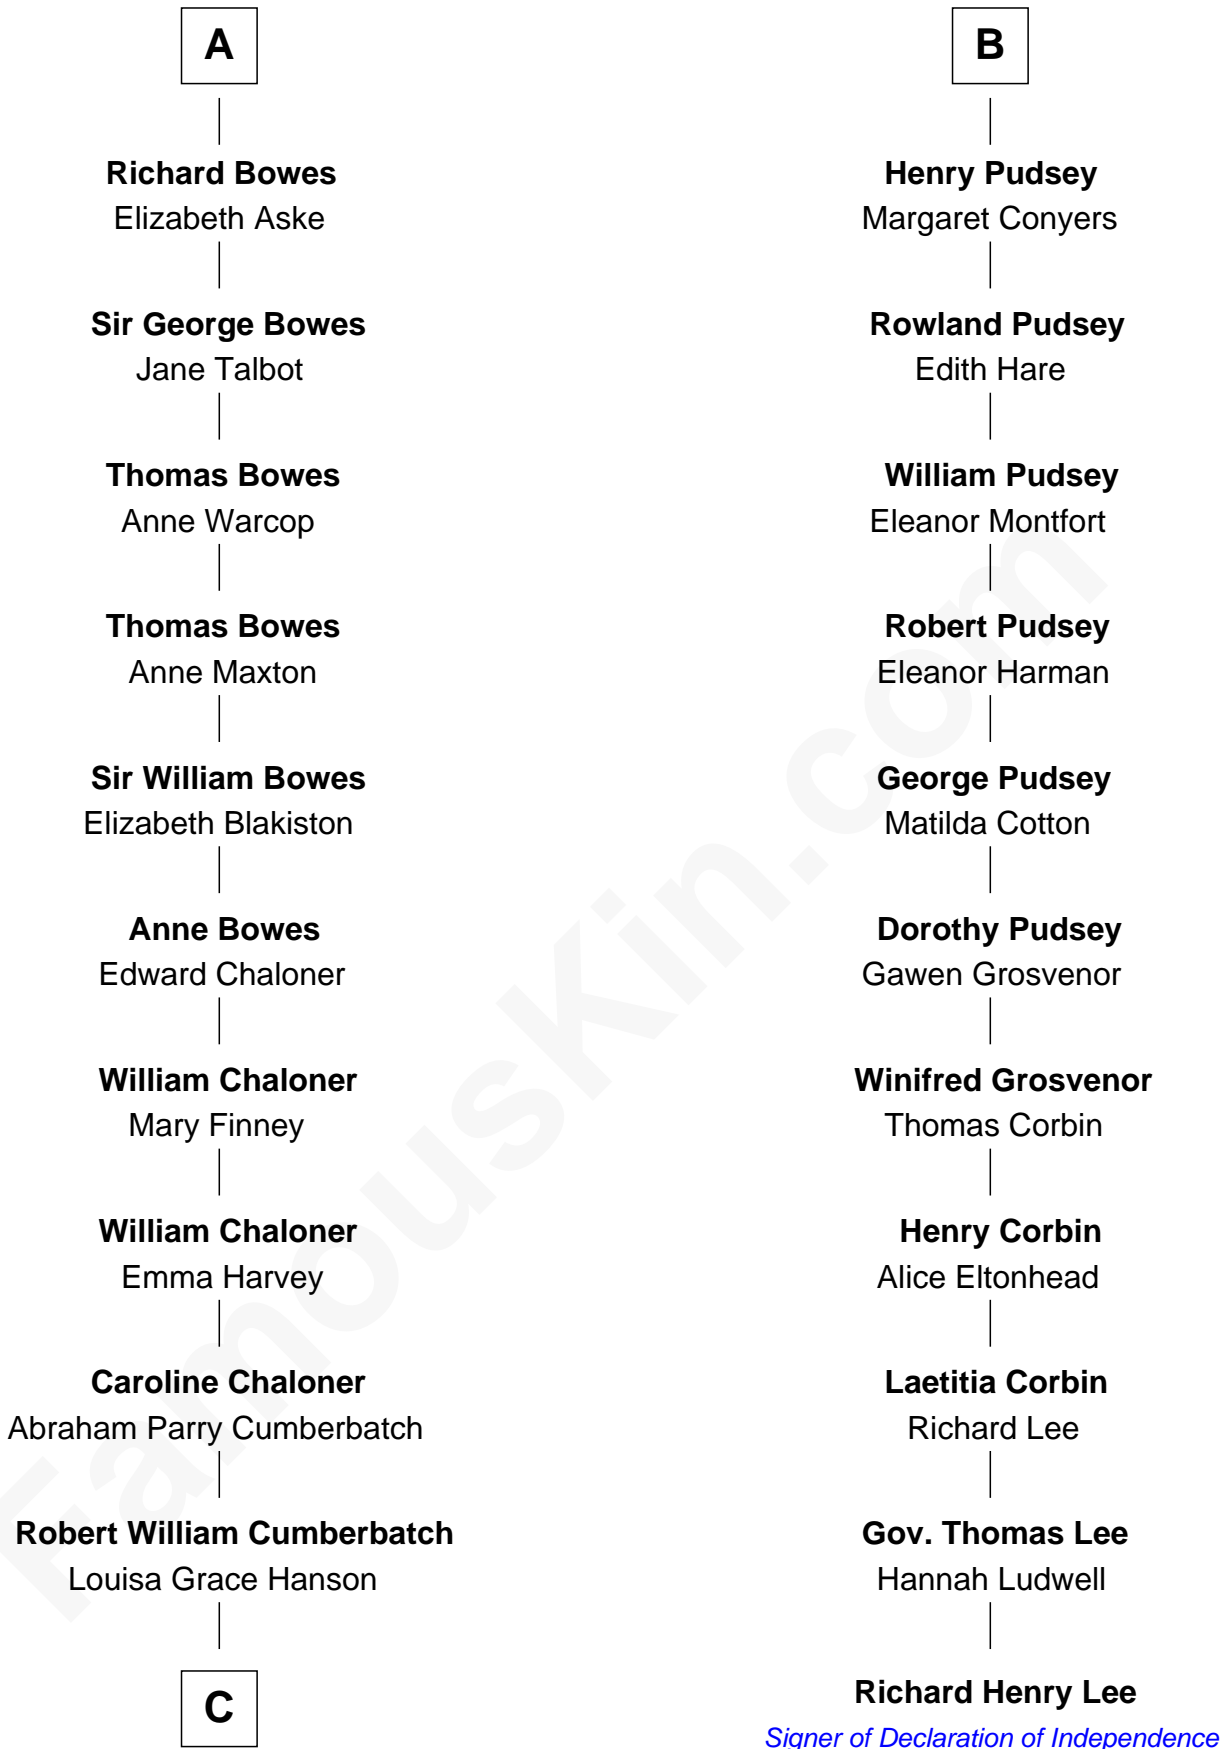 A
Richard Bowes
Elizabeth Aske
Sir George Bowes
Jane Talbot
Thomas Bowes
Anne Warcop
Thomas Bowes
Anne Maxton
Sir William Bowes
Elizabeth Blakiston
Anne Bowes
Edward Chaloner
William Chaloner
Mary Finney
William Chaloner
Emma Harvey
Caroline Chaloner
Abraham Parry Cumberbatch
Robert William Cumberbatch
Louisa Grace Hanson
C
B
Henry Pudsey
Margaret Conyers
Rowland Pudsey
Edith Hare
William Pudsey
Eleanor Montfort
Robert Pudsey
Eleanor Harman
George Pudsey
Matilda Cotton
Dorothy Pudsey
Gawen Grosvenor
Winifred Grosvenor
Thomas Corbin
Henry Corbin
Alice Eltonhead
Laetitia Corbin
Richard Lee
Gov. Thomas Lee
Hannah Ludwell
Richard Henry Lee
Signer of Declaration of Independence
FamousKin.com